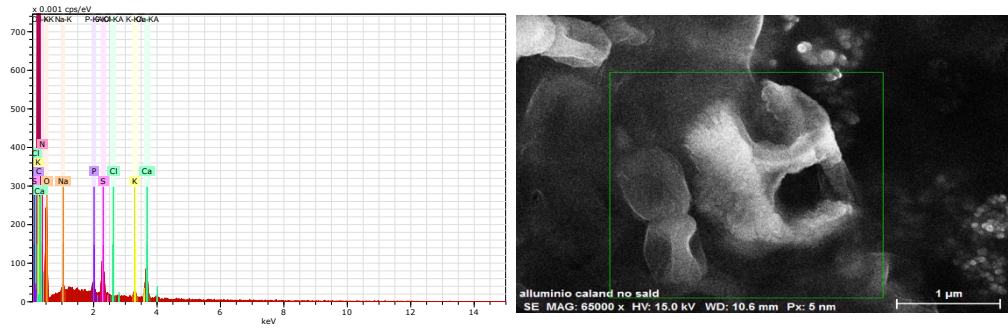 x 0.001 cps/eV
Na-K
700
600
500
400
300
200
100
0
N
Cl
K
C
S O Na P S Cl K Ca
Ca
2 4 6 8 10 12 14
keV
alluminio caland no sald
SE MAG: 65000 x HV: 15.0 kV WD: 10.6 mm Px: 5 nm
1 µm